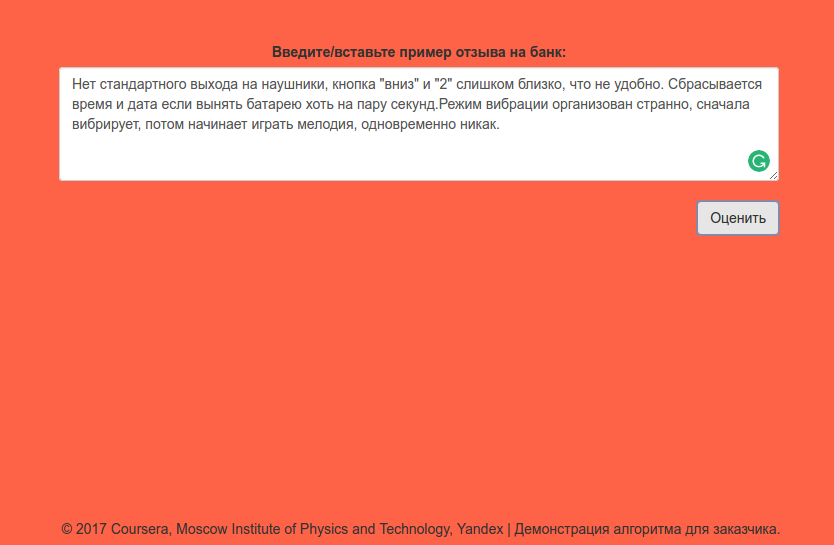 Введите/вставьте пример отзыва на банк:
Нет стандартного выхода на наушники, кнопка "вниз" и "2" слишком близко, что не удобно. Сбрасывается
время и дата если вынять батарею хоть на пару секунд.Режим вибрации организован странно, сначала
вибрирует, потом начинает играть мелодия, одновременно никак.
Оценить
© 2017 Coursera, Moscow Institute of Physics and Technology, Yandex | Демонстрация алгоритма для заказчика.